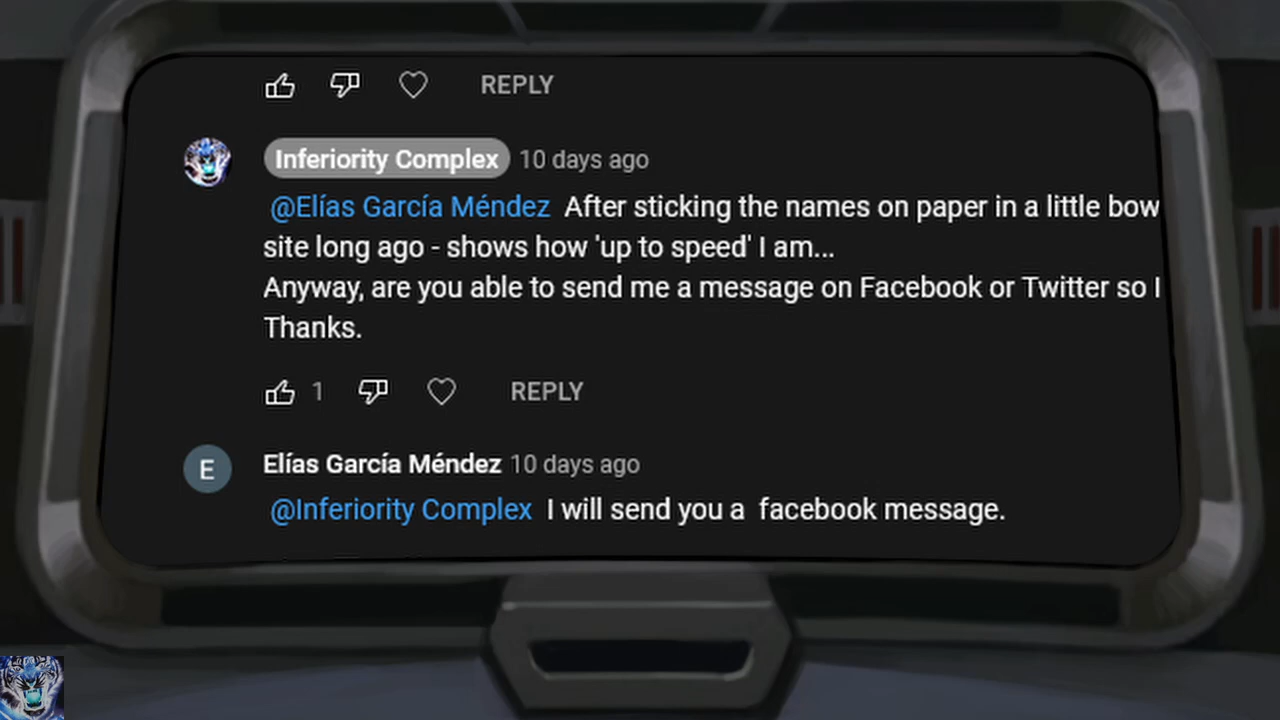 REPLY
Inferiority Complex 10 days ago
@Elías García Méndez After sticking the names on paper in a little bow
site long ago - shows how 'up to speed' I am...
Anyway, are you able to send me a message on Facebook or Twitter so I
Thanks.
1 REPLY
E Elías García Méndez 10 days ago
@Inferiority Complex I will send you a facebook message.